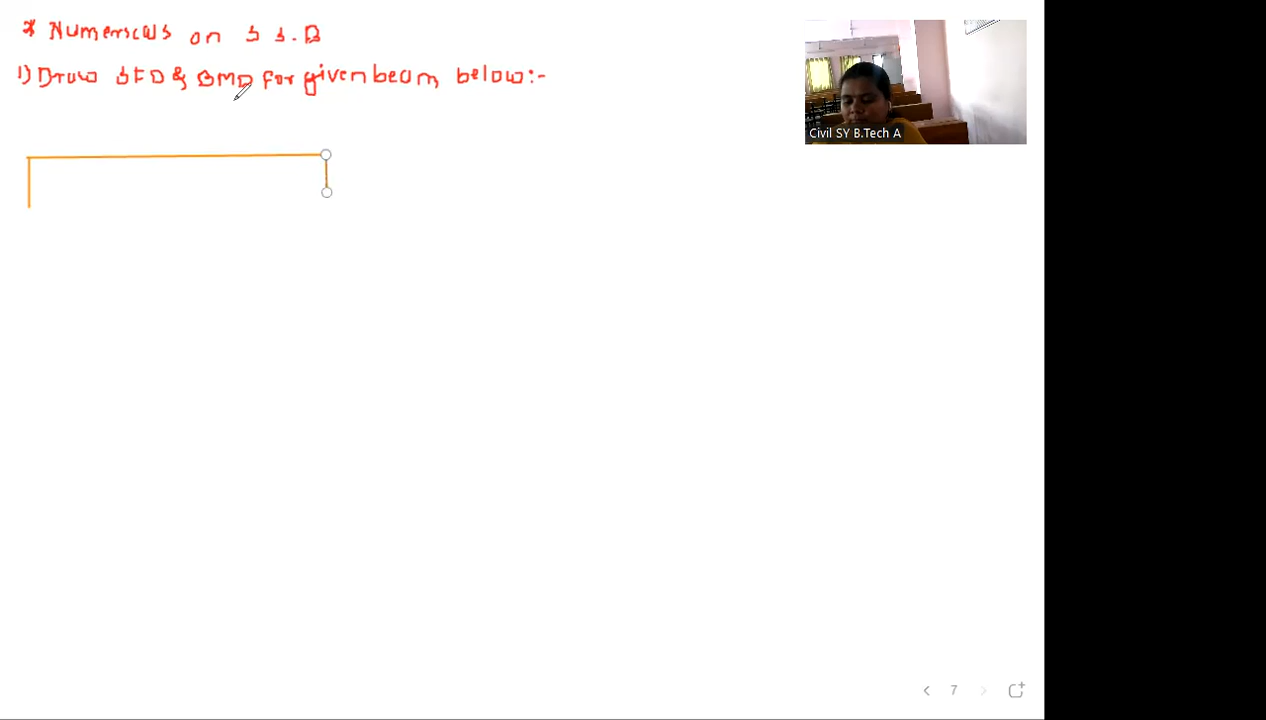 * Numericals on S S.B
1) Draw SFD & BMD for given beam below:-
Civil SY B.Tech A
7